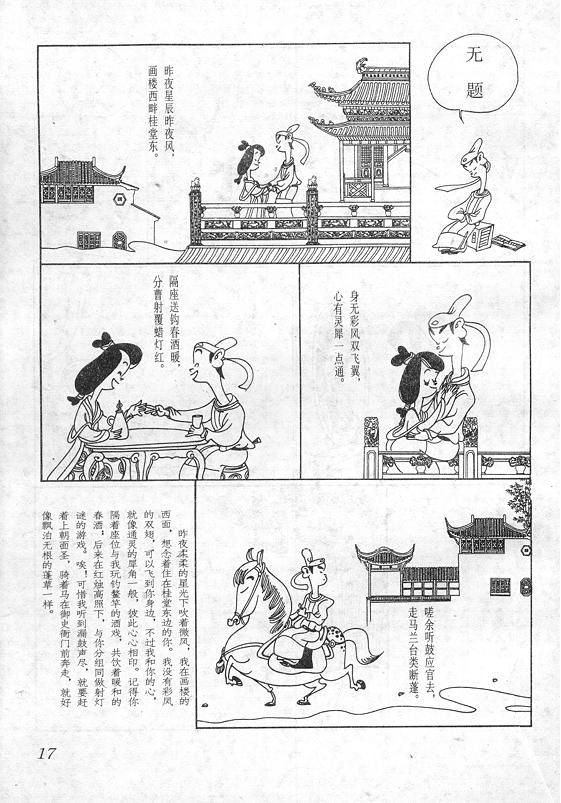 无题
昨夜星辰昨夜风，
画楼西畔桂堂东。
身无彩凤双飞翼，
心有灵犀一点通。
隔座送钩春酒暖，
分曹射覆蜡灯红。
嗟余听鼓应官去，
走马兰台类断蓬。
昨夜柔柔的星光下吹着微风，我在画楼的
西面，想念着住在桂堂东边的你。我没有彩凤
的双翅，可以飞到你身边，不过我和你的心，
就像通灵的犀角一般，彼此心心相印。记得你
隔着座位与我玩钓鳌竿的酒戏，共饮着暖和的
春酒；后来在红烛高照下，与你分组同做射灯
谜的游戏。唉！可惜我听到漏鼓声尽，就要赶
着上朝面圣，骑着马在御史衙门前奔走，就好
像飘泊无根的蓬草一样。
17